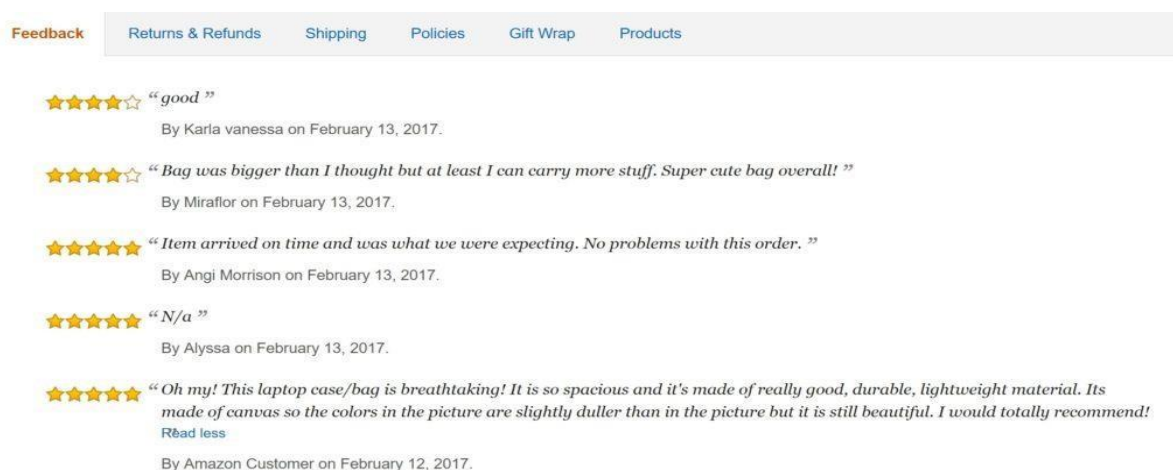 Feedback Returns & Refunds Shipping Policies Gift Wrap Products
“ good ”
By Karla vanessa on February 13, 2017.
“ Bag was bigger than I thought but at least I can carry more stuff. Super cute bag overall! ”
By Miraflor on February 13, 2017.
“ Item arrived on time and was what we were expecting. No problems with this order. ”
By Angi Morrison on February 13, 2017.
“ N/a ”
By Alyssa on February 13, 2017.
“ Oh my! This laptop case/bag is breathtaking! It is so spacious and it's made of really good, durable, lightweight material. Its
made of canvas so the colors in the picture are slightly duller than in the picture but it is still beautiful. I would totally recommend!
” Read less
By Amazon Customer on February 12, 2017.